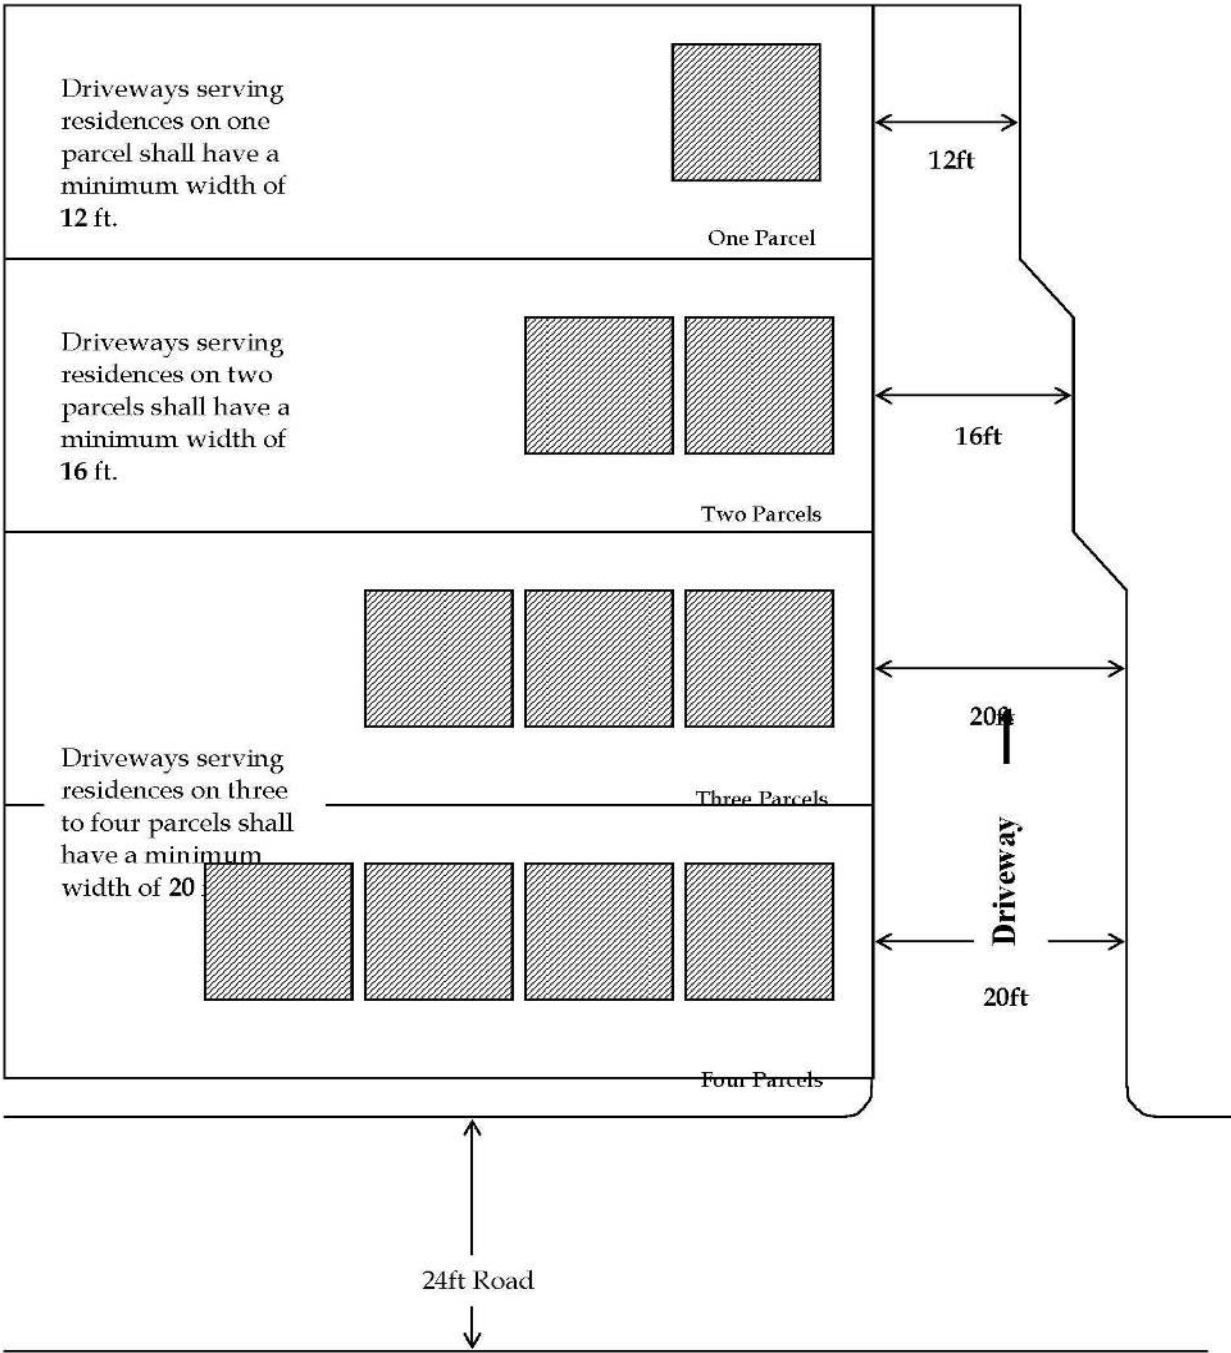 Driveways serving
residences on one
parcel shall have a
minimum width of
12 ft.
One Parcel
12ft
Driveways serving
residences on two
parcels shall have a
minimum width of
16 ft.
Two Parcels
16ft
20ft
Driveways serving
residences on three
to four parcels shall
have a minimum
width of 20
Three Parcels
Driveway
20ft
Four Parcels
24ft Road